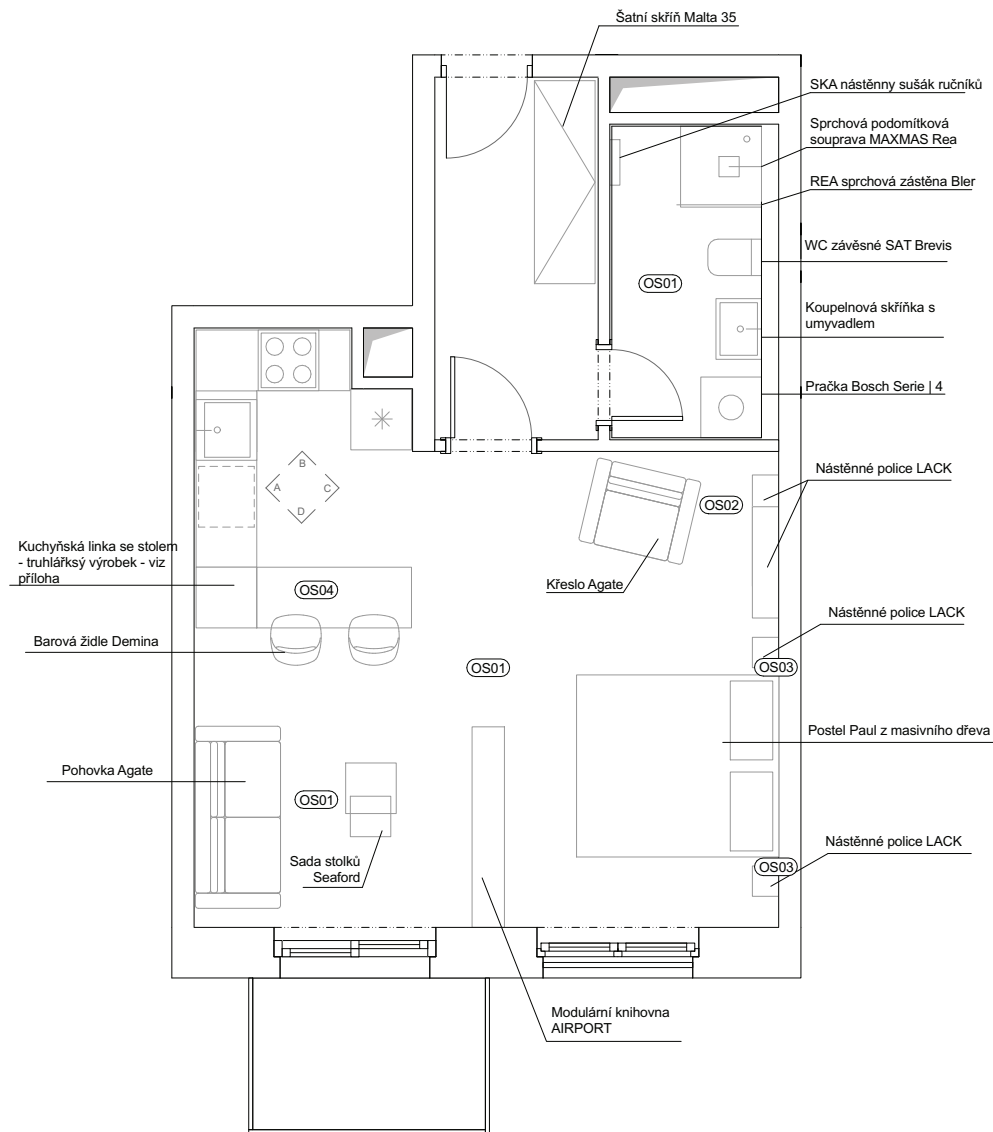 Šatní skříň Malta 35
SKA nástěnny sušák ručníků
Sprchová podomítková
souprava MAXMAS Rea
REA sprchová zástěna Bler
WC závěsné SAT Brevis
OS01
Koupelnová skříňka s
umyvadlem
Pračka Bosch Serie | 4
B
A
C
D
Nástěnné police LACK
OS02
Kuchyňská linka se stolem
- truhlářksý výrobek - viz
příloha
Křeslo Agate
OS04
Nástěnné police LACK
Barová židle Demina
OS01
OS03
Postel Paul z masivního dřeva
Pohovka Agate
OS01
Nástěnné police LACK
Sada stolků
Seaford
OS03
Modulární knihovna
AIRPORT